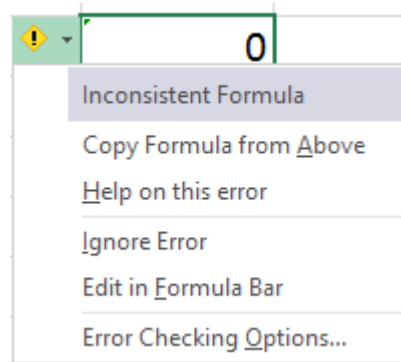 0
Inconsistent Formula
Copy Formula from Above
Help on this error
Ignore Error
Edit in Formula Bar
Error Checking Options...